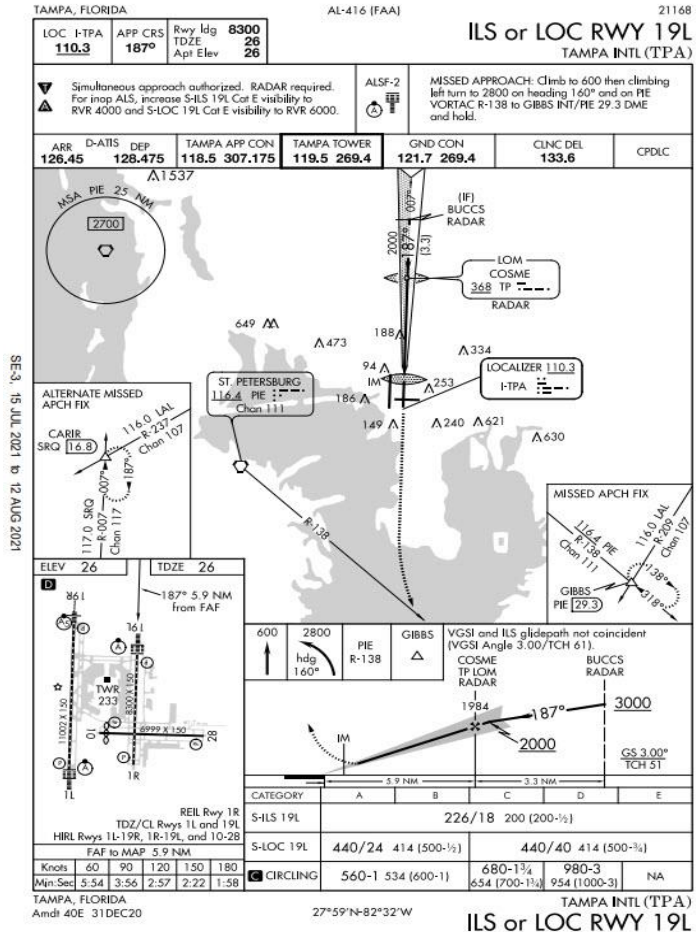 TAMPA, FLORIDA
AL-416 (FAA)
21168
LOC I-TPA
110.3
APP CRS
187°
Rwy ldg 8300
TDZE 26
Apt Elev 26
ILS or LOC RWY 19L
TAMPA INTL (TPA)
T
A
Simultaneous approach authorized. RADAR required.
For inop ALS, increase S-ILS 19L Cat E visibility to
RVR 4000 and S-LOC 19L Cat E visibility to RVR 6000.
ALSF-2
A
MISSED APPROACH: Climb to 600 then climbing
left turn to 2800 on heading 160° and on PIE
VORTAC R-138 to GIBBS INT/PIE 29.3 DME
and hold.
D-ATIS
ARR DEP
126.45 128.475
TAMPA APP CON
118.5 307.175
TAMPA TOWER
119.5 269.4
GND CON
121.7 269.4
CLNC DEL
133.6
CPDLC
1537
MSA PIE 25 NM
2700
007°
(IF)
BUCCS
RADAR
2000
187°
(3.3)
LOM
COSME
368 TP
RADAR
649
473
188
334
94
IM
253
LOCALIZER 110.3
I-TPA
ST. PETERSBURG
116.4 PIE
Chan 111
186
149
240
621
630
R-138
ALTERNATE MISSED
APCH FIX
CARIR
SRQ 16.8
116.0 LAL
R-237
Chan 107
007°
187°
117.0 SRQ
R-007
Chan 117
MISSED APCH FIX
116.4 PIE
R-138
Chan 111
116.0 LAL
R-209
Chan 107
GIBBS
PIE 29.3
138°
318°
SE-3, 15 JUL 2021 to 12 AUG 2021
ELEV 26
TDZE 26
D
187° 5.9 NM
from FAF
19R
19L
TWR
233
11002 X 150
8300 X 150
6999 X 150
10
28
1L
1R
REIL Rwy 1R
TDZ/CL Rwys 1L and 19L
HIRL Rwys 1L-19R, 1R-19L, and 10-28
FAF to MAP 5.9 NM
Knots 60 90 120 150 180
Min:Sec 5:54 3:56 2:57 2:22 1:58
600
2800
hdg
160°
PIE
R-138
GIBBS
VGSI and ILS glidepath not coincident
(VGSI Angle 3.00/TCH 61).
COSME
TP LOM
RADAR
BUCCS
RADAR
1984
187°
3000
2000
IM
GS 3.00°
TCH 51
5.9 NM
3.3 NM
CATEGORY A B C D E
S-ILS 19L 226/18 200 (200-½)
S-LOC 19L 440/24 414 (500-½) 440/40 414 (500-¾)
C CIRCLING 560-1 534 (600-1) 680-1¾ 654 (700-1¾) 980-3 954 (1000-3) NA
TAMPA, FLORIDA
Amdt 40E 31DEC20
27°59'N-82°32'W
TAMPA INTL (TPA)
ILS or LOC RWY 19L